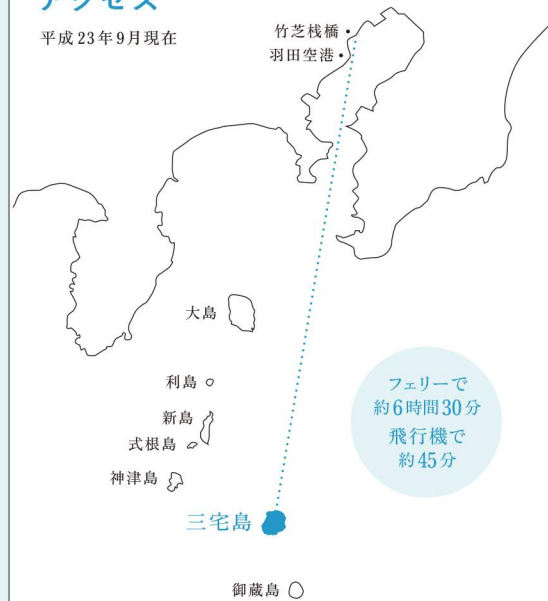 アクセス
平成23年9月現在
竹芝桟橋
羽田空港
大島
利島
新島
式根島
神津島
三宅島
御蔵島
フェリーで
約6時間30分
飛行機で
約45分